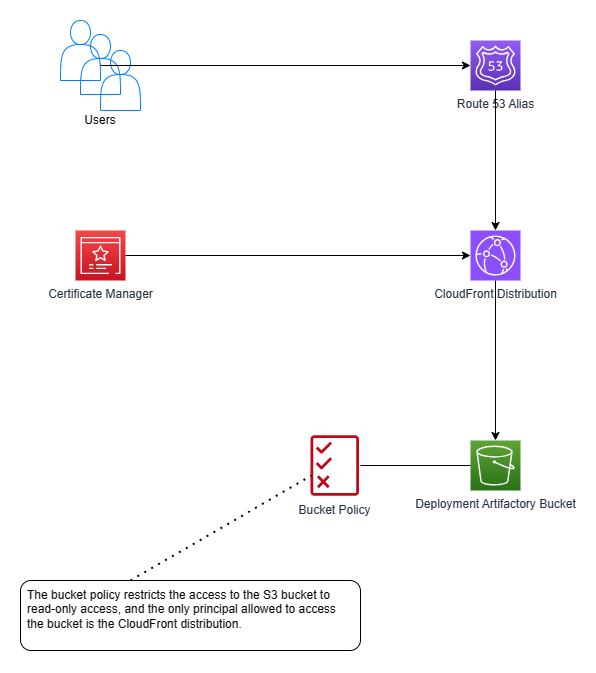 53
Users
Route 53 Alias
Certificate Manager
CloudFront Distribution
Bucket Policy
Deployment Artifactory Bucket
The bucket policy restricts the access to the S3 bucket to
read-only access, and the only principal allowed to access
the bucket is the CloudFront distribution.